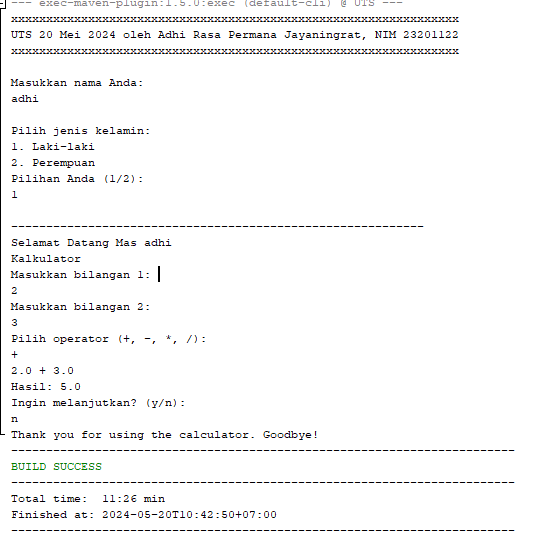 --- exec-maven-plugin:1.5.0:exec (default-cli) @ UTS ---
xxxxxxxxxxxxxxxxxxxxxxxxxxxxxxxxxxxxxxxxxxxxxxxxxxxxxxxxxxxxxxxx
UTS 20 Mei 2024 oleh Adhi Rasa Permana Jayaningrat, NIM 23201122
xxxxxxxxxxxxxxxxxxxxxxxxxxxxxxxxxxxxxxxxxxxxxxxxxxxxxxxxxxxxxxxx
Masukkan nama Anda:
adhi
Pilih jenis kelamin:
1. Laki-laki
2. Perempuan
Pilihan Anda (1/2):
1
-----------------------------------------------------------
Selamat Datang Mas adhi
Kalkulator
Masukkan bilangan 1:
2
Masukkan bilangan 2:
3
Pilih operator (+, -, *, /):
+
2.0 + 3.0
Hasil: 5.0
Ingin melanjutkan? (y/n):
n
Thank you for using the calculator. Goodbye!
------------------------------------------------------------------------
BUILD SUCCESS
------------------------------------------------------------------------
Total time:  11:26 min
Finished at: 2024-05-20T10:42:50+07:00
------------------------------------------------------------------------